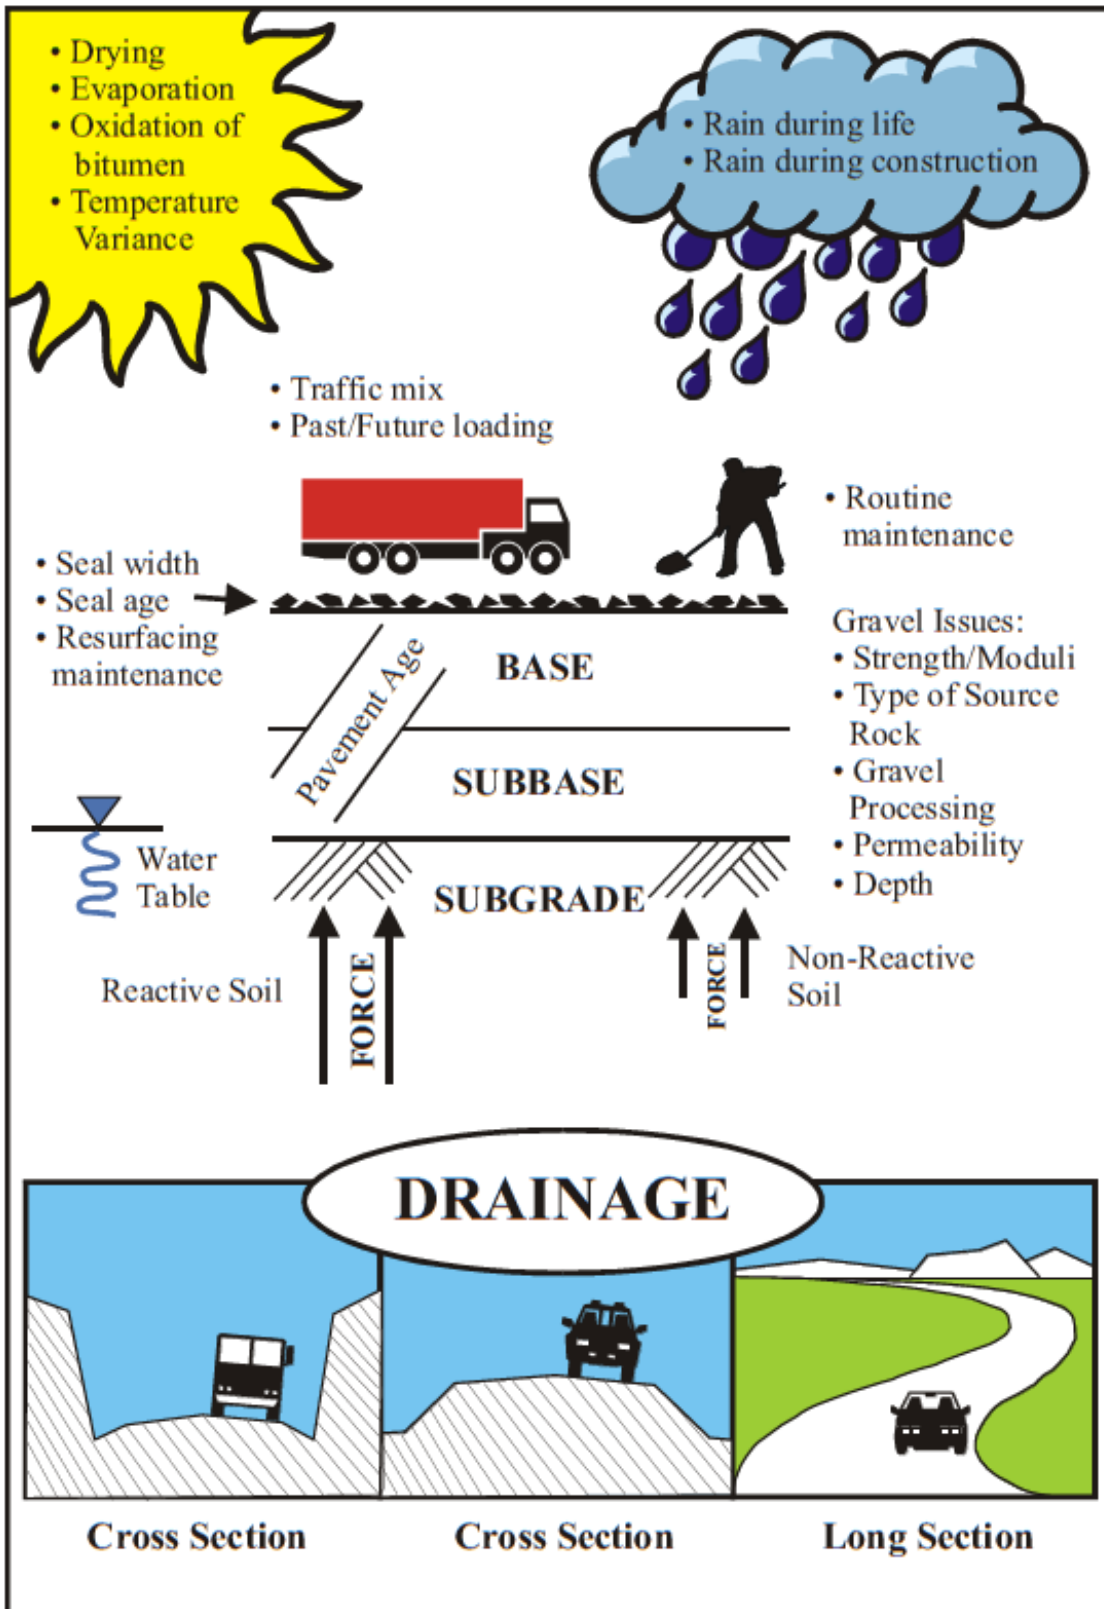 • Drying
• Evaporation
• Oxidation of
bitumen
• Temperature
Variance
• Rain during life
• Rain during construction
• Traffic mix
• Past/Future loading
• Routine
maintenance
• Seal width
• Seal age
• Resurfacing
maintenance
Gravel Issues:
• Strength/Moduli
• Type of Source
Rock
• Gravel
Processing
• Permeability
• Depth
BASE
Pavement Age
SUBBASE
Water
Table
SUBGRADE
Reactive Soil
FORCE
FORCE
Non-Reactive
Soil
DRAINAGE
Cross Section
Cross Section
Long Section